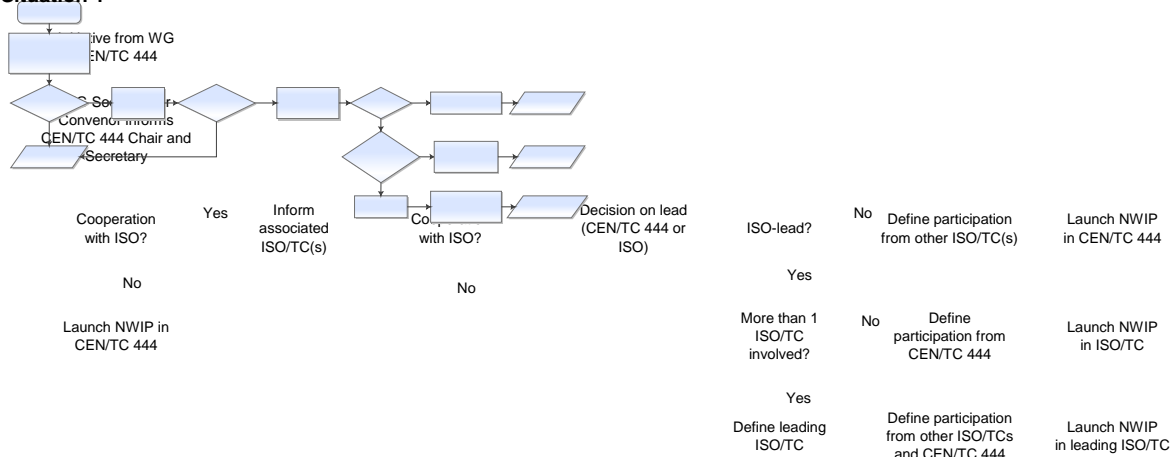 tive from WG
EN/TC 444
Convenor informs
CEN/TC 444 Chair and
Secretary
Cooperation
with ISO?
Yes
Inform
associated
ISO/TC(s)
with ISO?
Decision on lead
(CEN/TC 444 or
ISO)
ISO-lead?
No
Define participation
from other ISO/TC(s)
Launch NWIP
in CEN/TC 444
No
No
Yes
Launch NWIP in
CEN/TC 444
More than 1
ISO/TC
involved?
No
Define
participation from
CEN/TC 444
Launch NWIP
in ISO/TC
Yes
Define leading
ISO/TC
Define participation
from other ISO/TCs
and CEN/TC 444
Launch NWIP
in leading ISO/TC